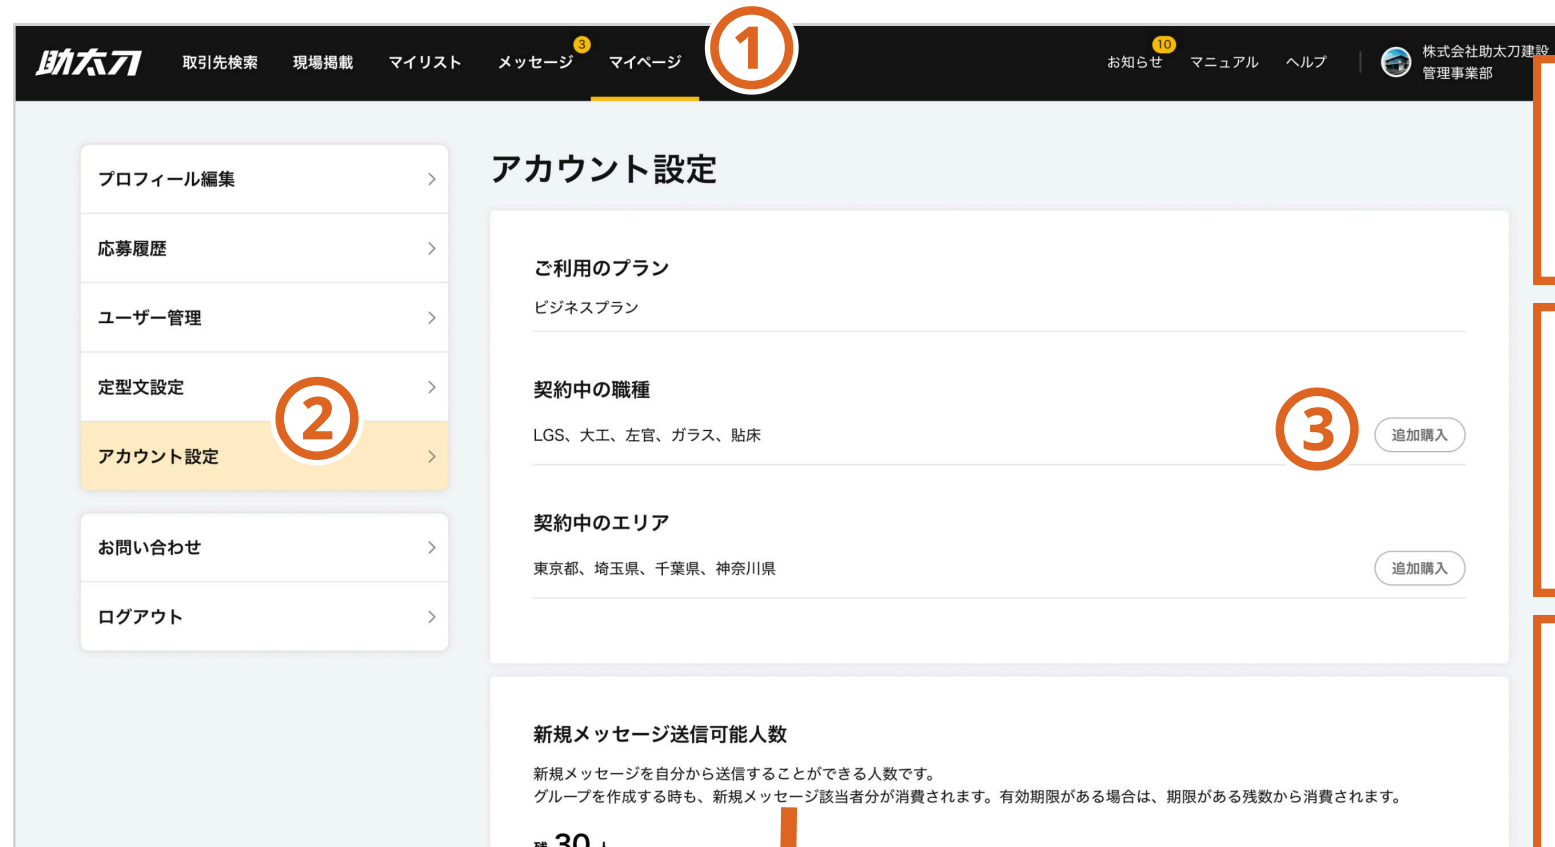 助太刀
取引先検索
現場掲載
マイリスト
メッセージ
3
マイページ
1
お知らせ
10
マニュアル
ヘルプ
株式会社助太刀建設
管理事業部
プロフィール編集
応募履歴
ユーザー管理
定型文設定
2
アカウント設定
お問い合わせ
ログアウト
アカウント設定
ご利用のプラン
ビジネスプラン
契約中の職種
LGS、大工、左官、ガラス、貼床
3
追加購入
契約中のエリア
東京都、埼玉県、千葉県、神奈川県
追加購入
新規メッセージ送信可能人数
新規メッセージを自分から送信することができる人数です。
グループを作成する時も、新規メッセージ該当者分が消費されます。有効期限がある場合は、期限がある残数から消費されます。
残 30 人